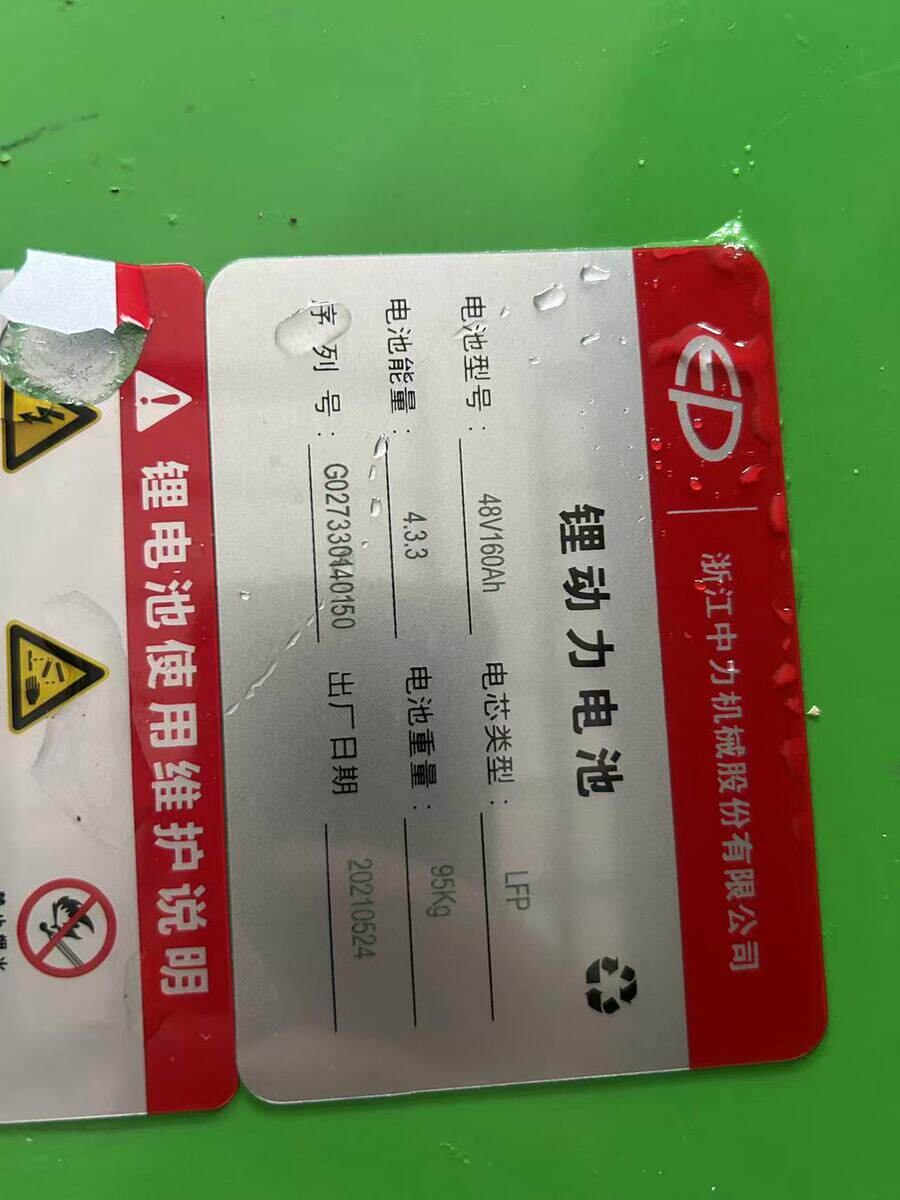 EP 浙江中力机械股份有限公司
锂动力电池
电池型号: 48V160Ah 电芯类型: LFP
电池能量: 4.3.3 电池重量: 95Kg
序列号: G027330140150 出厂日期 20210524
锂电池使用维护说明